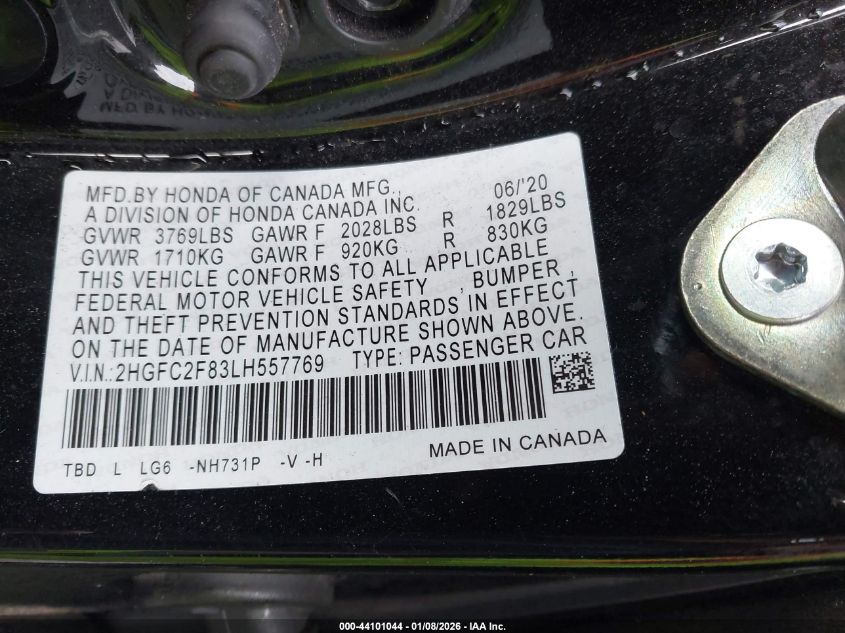 MFD.BY HONDA OF CANADA MFG., 06/'20
A DIVISION OF HONDA CANADA INC.
GVWR 3769LBS GAWR F 2028LBS R 1829LBS
GVWR 1710KG GAWR F 920KG R 830KG
THIS VEHICLE CONFORMS TO ALL APPLICABLE
FEDERAL MOTOR VEHICLE SAFETY , BUMPER ,
AND THEFT PREVENTION STANDARDS IN EFFECT
ON THE DATE OF MANUFACTURE SHOWN ABOVE.
V.I.N.:2HGFC2F83LH557769 TYPE: PASSENGER CAR
MADE IN CANADA
TBD L LG6 -NH731P -V -H
000-44101044 - 01/08/2026 - IAA Inc.